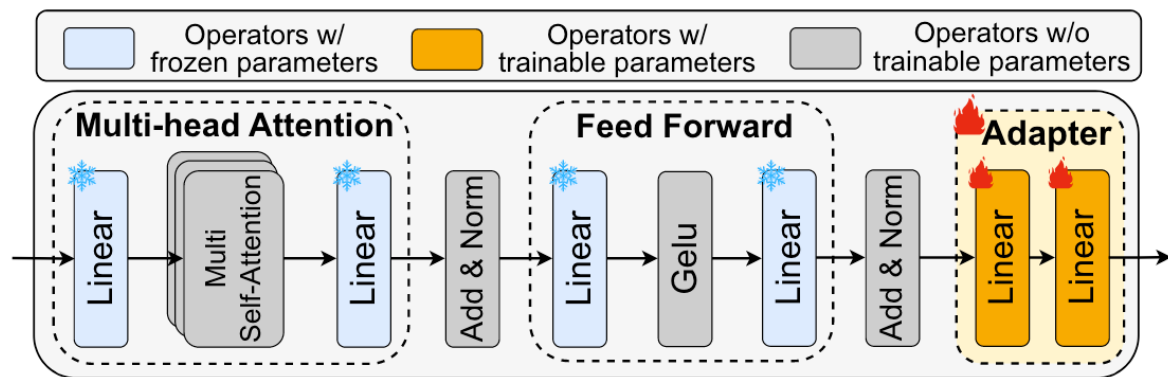 Operators w/
frozen parameters
Operators w/
trainable parameters
Operators w/o
trainable parameters
Multi-head Attention
Linear
Multi
Self-Attention
Linear
Add & Norm
Feed Forward
Linear
Gelu
Linear
Add & Norm
Adapter
Linear
Linear